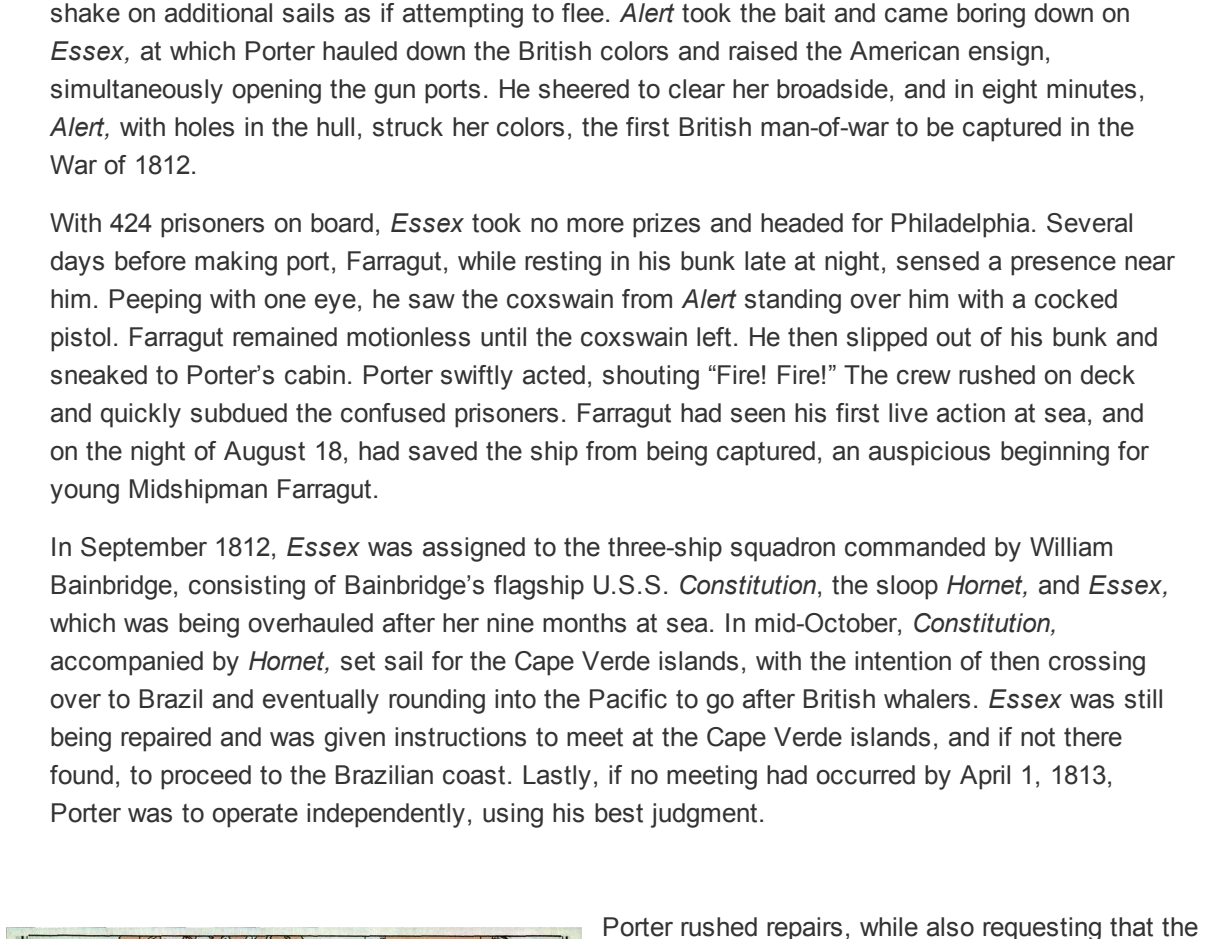 shake on additional sails as if attempting to flee. Alert took the bait and came boring down on
Essex, at which Porter hauled down the British colors and raised the American ensign,
simultaneously opening the gun ports. He sheered to clear her broadside, and in eight minutes,
Alert, with holes in the hull, struck her colors, the first British man-of-war to be captured in the
War of 1812.
With 424 prisoners on board, Essex took no more prizes and headed for Philadelphia. Several
days before making port, Farragut, while resting in his bunk late at night, sensed a presence near
him. Peeping with one eye, he saw the coxswain from Alert standing over him with a cocked
pistol. Farragut remained motionless until the coxswain left. He then slipped out of his bunk and
sneaked to Porter’s cabin. Porter swiftly acted, shouting “Fire! Fire!” The crew rushed on deck
and quickly subdued the confused prisoners. Farragut had seen his first live action at sea, and
on the night of August 18, had saved the ship from being captured, an auspicious beginning for
young Midshipman Farragut.
In September 1812, Essex was assigned to the three-ship squadron commanded by William
Bainbridge, consisting of Bainbridge’s flagship U.S.S. Constitution, the sloop Hornet, and Essex,
which was being overhauled after her nine months at sea. In mid-October, Constitution,
accompanied by Hornet, set sail for the Cape Verde islands, with the intention of then crossing
over to Brazil and eventually rounding into the Pacific to go after British whalers. Essex was still
being repaired and was given instructions to meet at the Cape Verde islands, and if not there
found, to proceed to the Brazilian coast. Lastly, if no meeting had occurred by April 1, 1813,
Porter was to operate independently, using his best judgment.
Porter rushed repairs, while also requesting that the